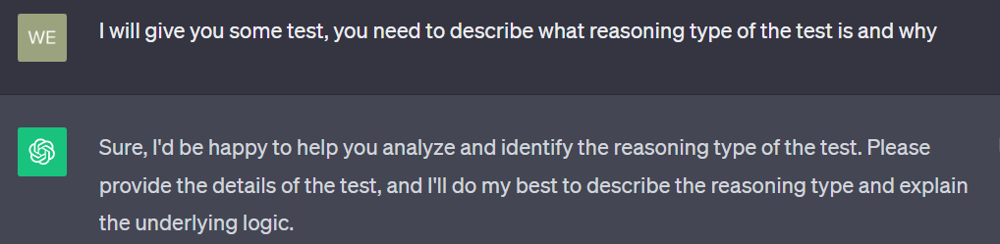 WE
I will give you some test, you need to describe what reasoning type of the test is and why
Sure, I'd be happy to help you analyze and identify the reasoning type of the test. Please
provide the details of the test, and I'll do my best to describe the reasoning type and explain
the underlying logic.